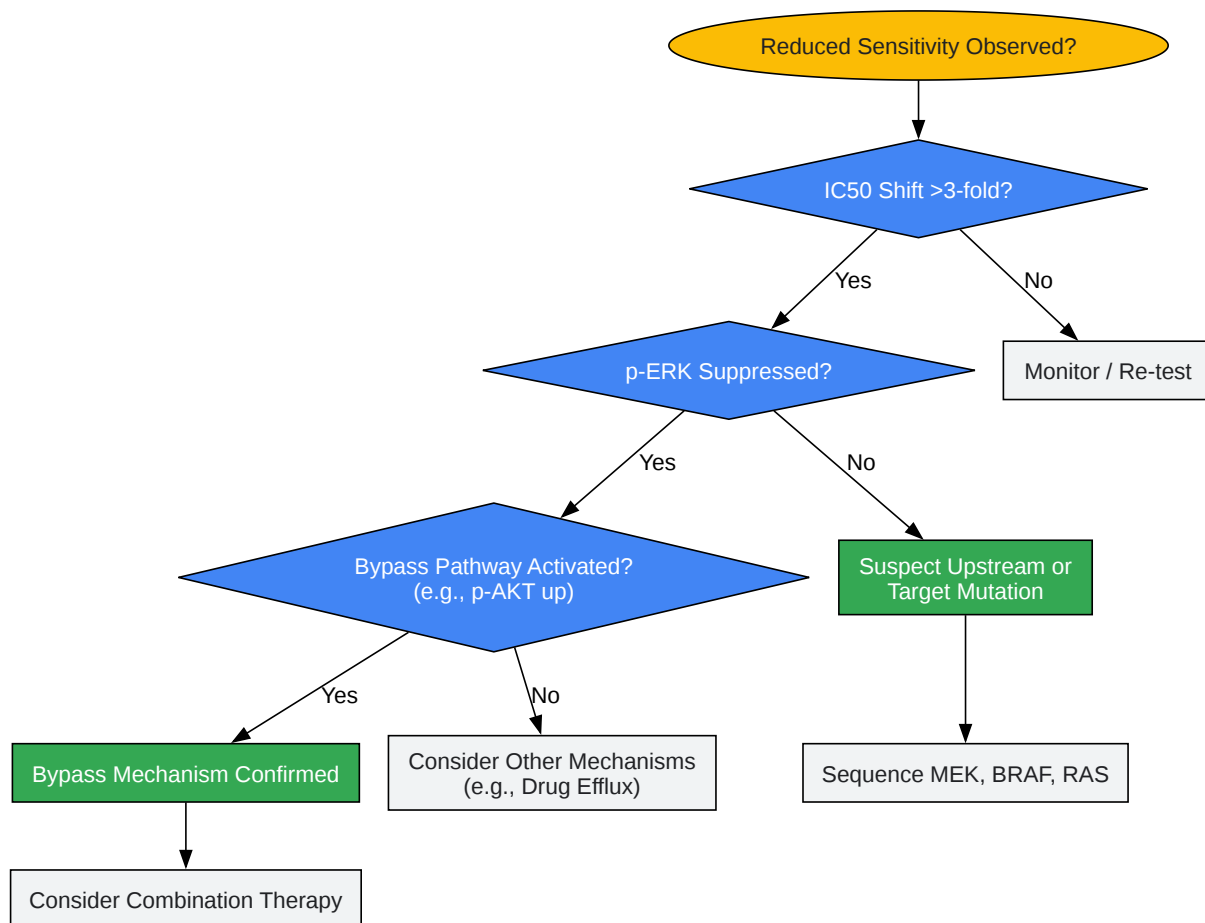 Reduced Sensitivity Observed?
IC50 Shift >3-fold?
Yes
No
p-ERK Suppressed?
Monitor / Re-test
Yes
No
Bypass Pathway Activated?
(e.g., p-AKT up)
Suspect Upstream or
Target Mutation
Yes
No
Bypass Mechanism Confirmed
Consider Other Mechanisms
(e.g., Drug Efflux)
Sequence MEK, BRAF, RAS
Consider Combination Therapy